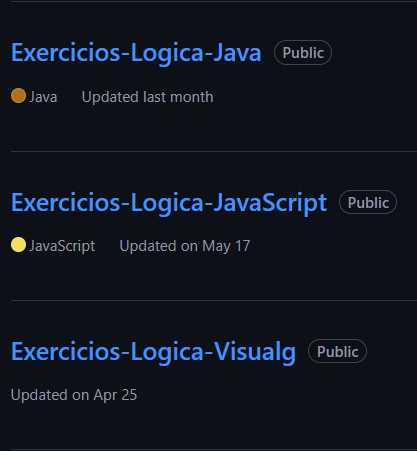 Exercicios-Logica-Java Public
Java Updated last month
Exercicios-Logica-JavaScript Public
JavaScript Updated on May 17
Exercicios-Logica-Visualg Public
Updated on Apr 25